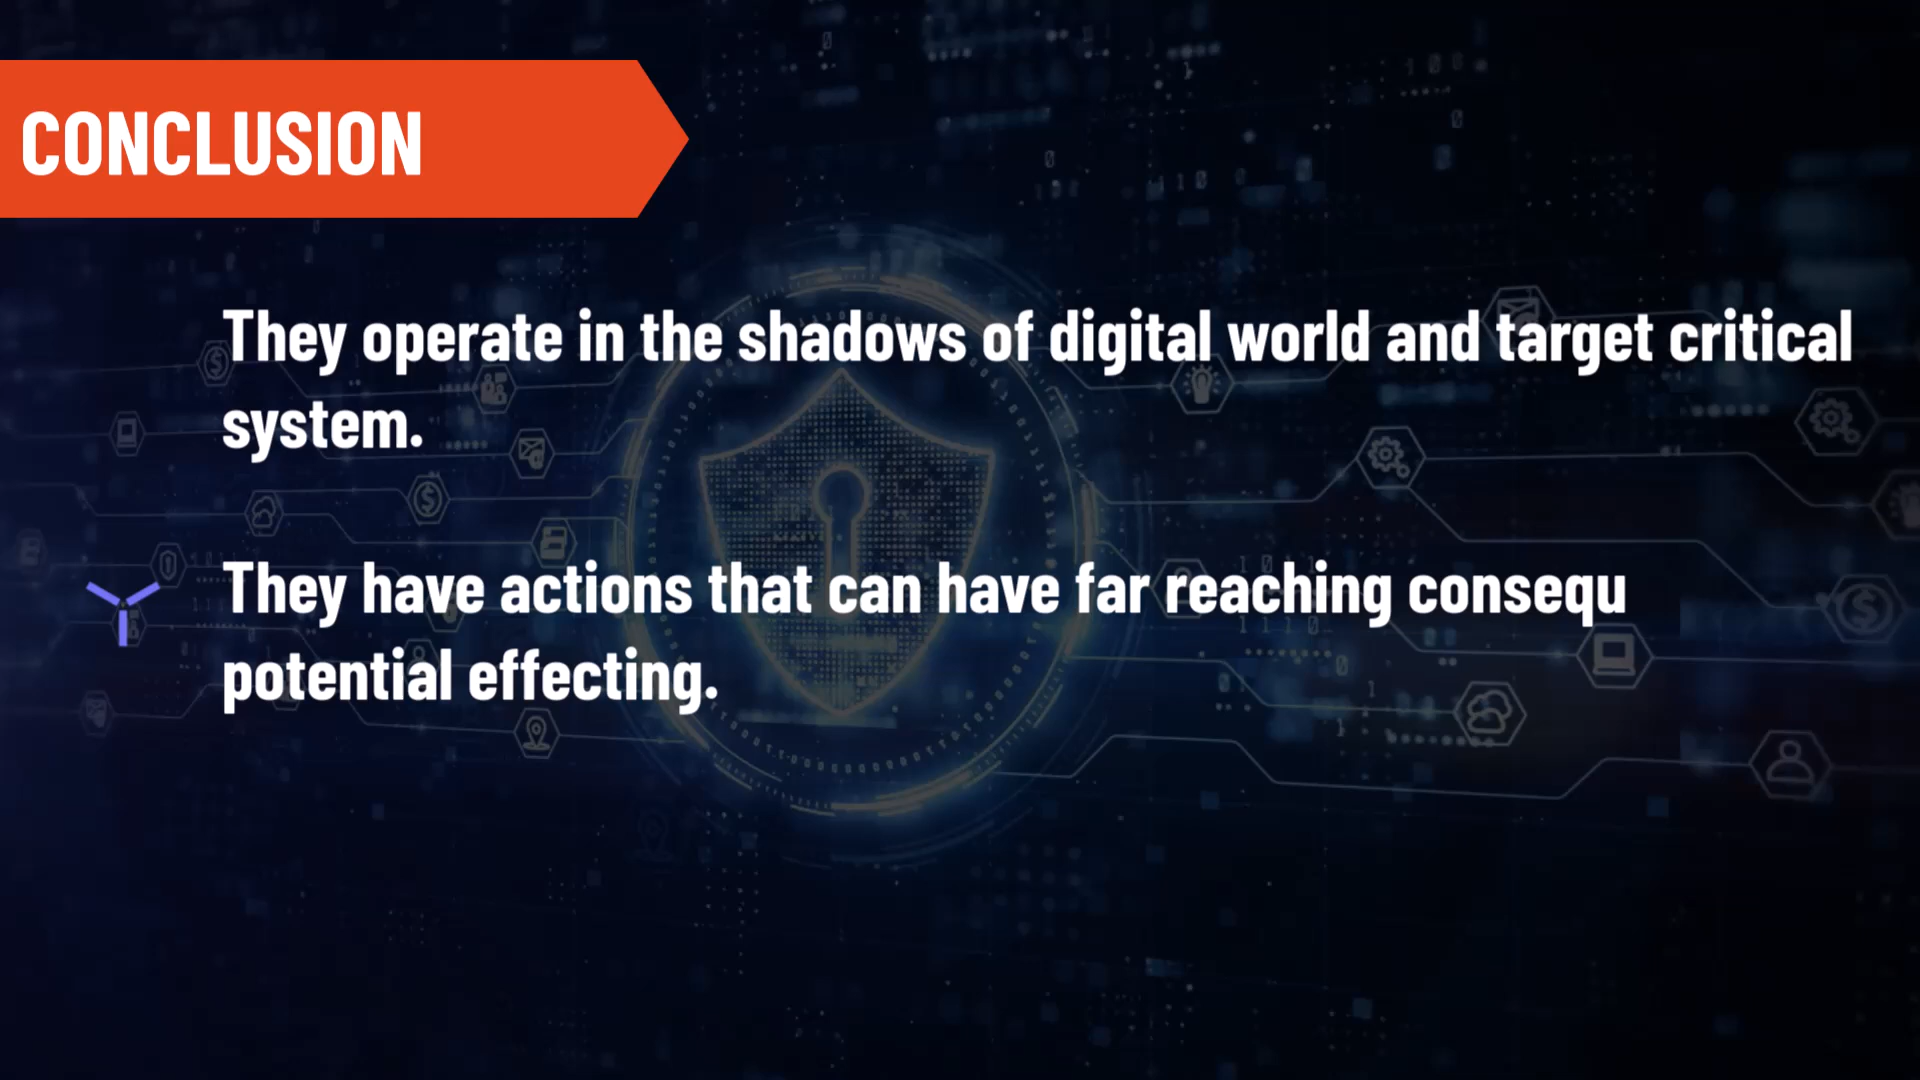 CONCLUSION
They operate in the shadows of digital world and target critical
system.
They have actions that can have far reaching consequ
potential effecting.